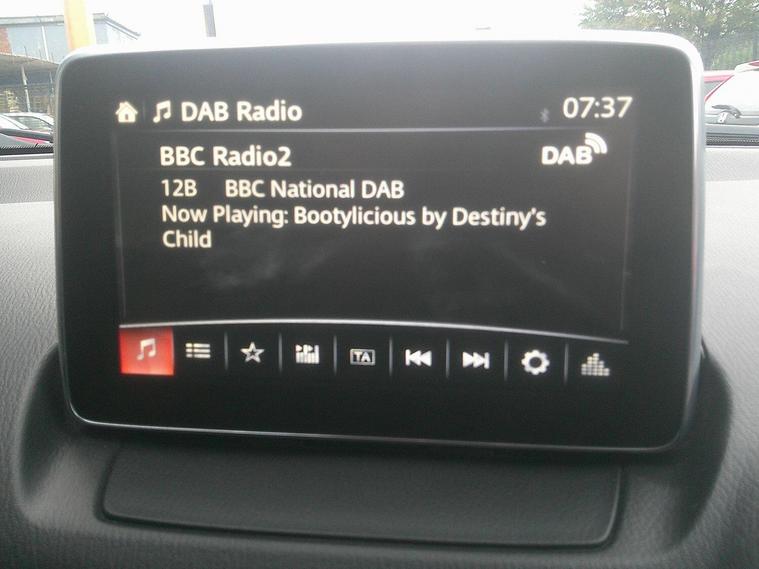 DAB Radio 07:37
BBC Radio2 DAB
12B BBC National DAB
Now Playing: Bootylicious by Destiny's
Child
TA